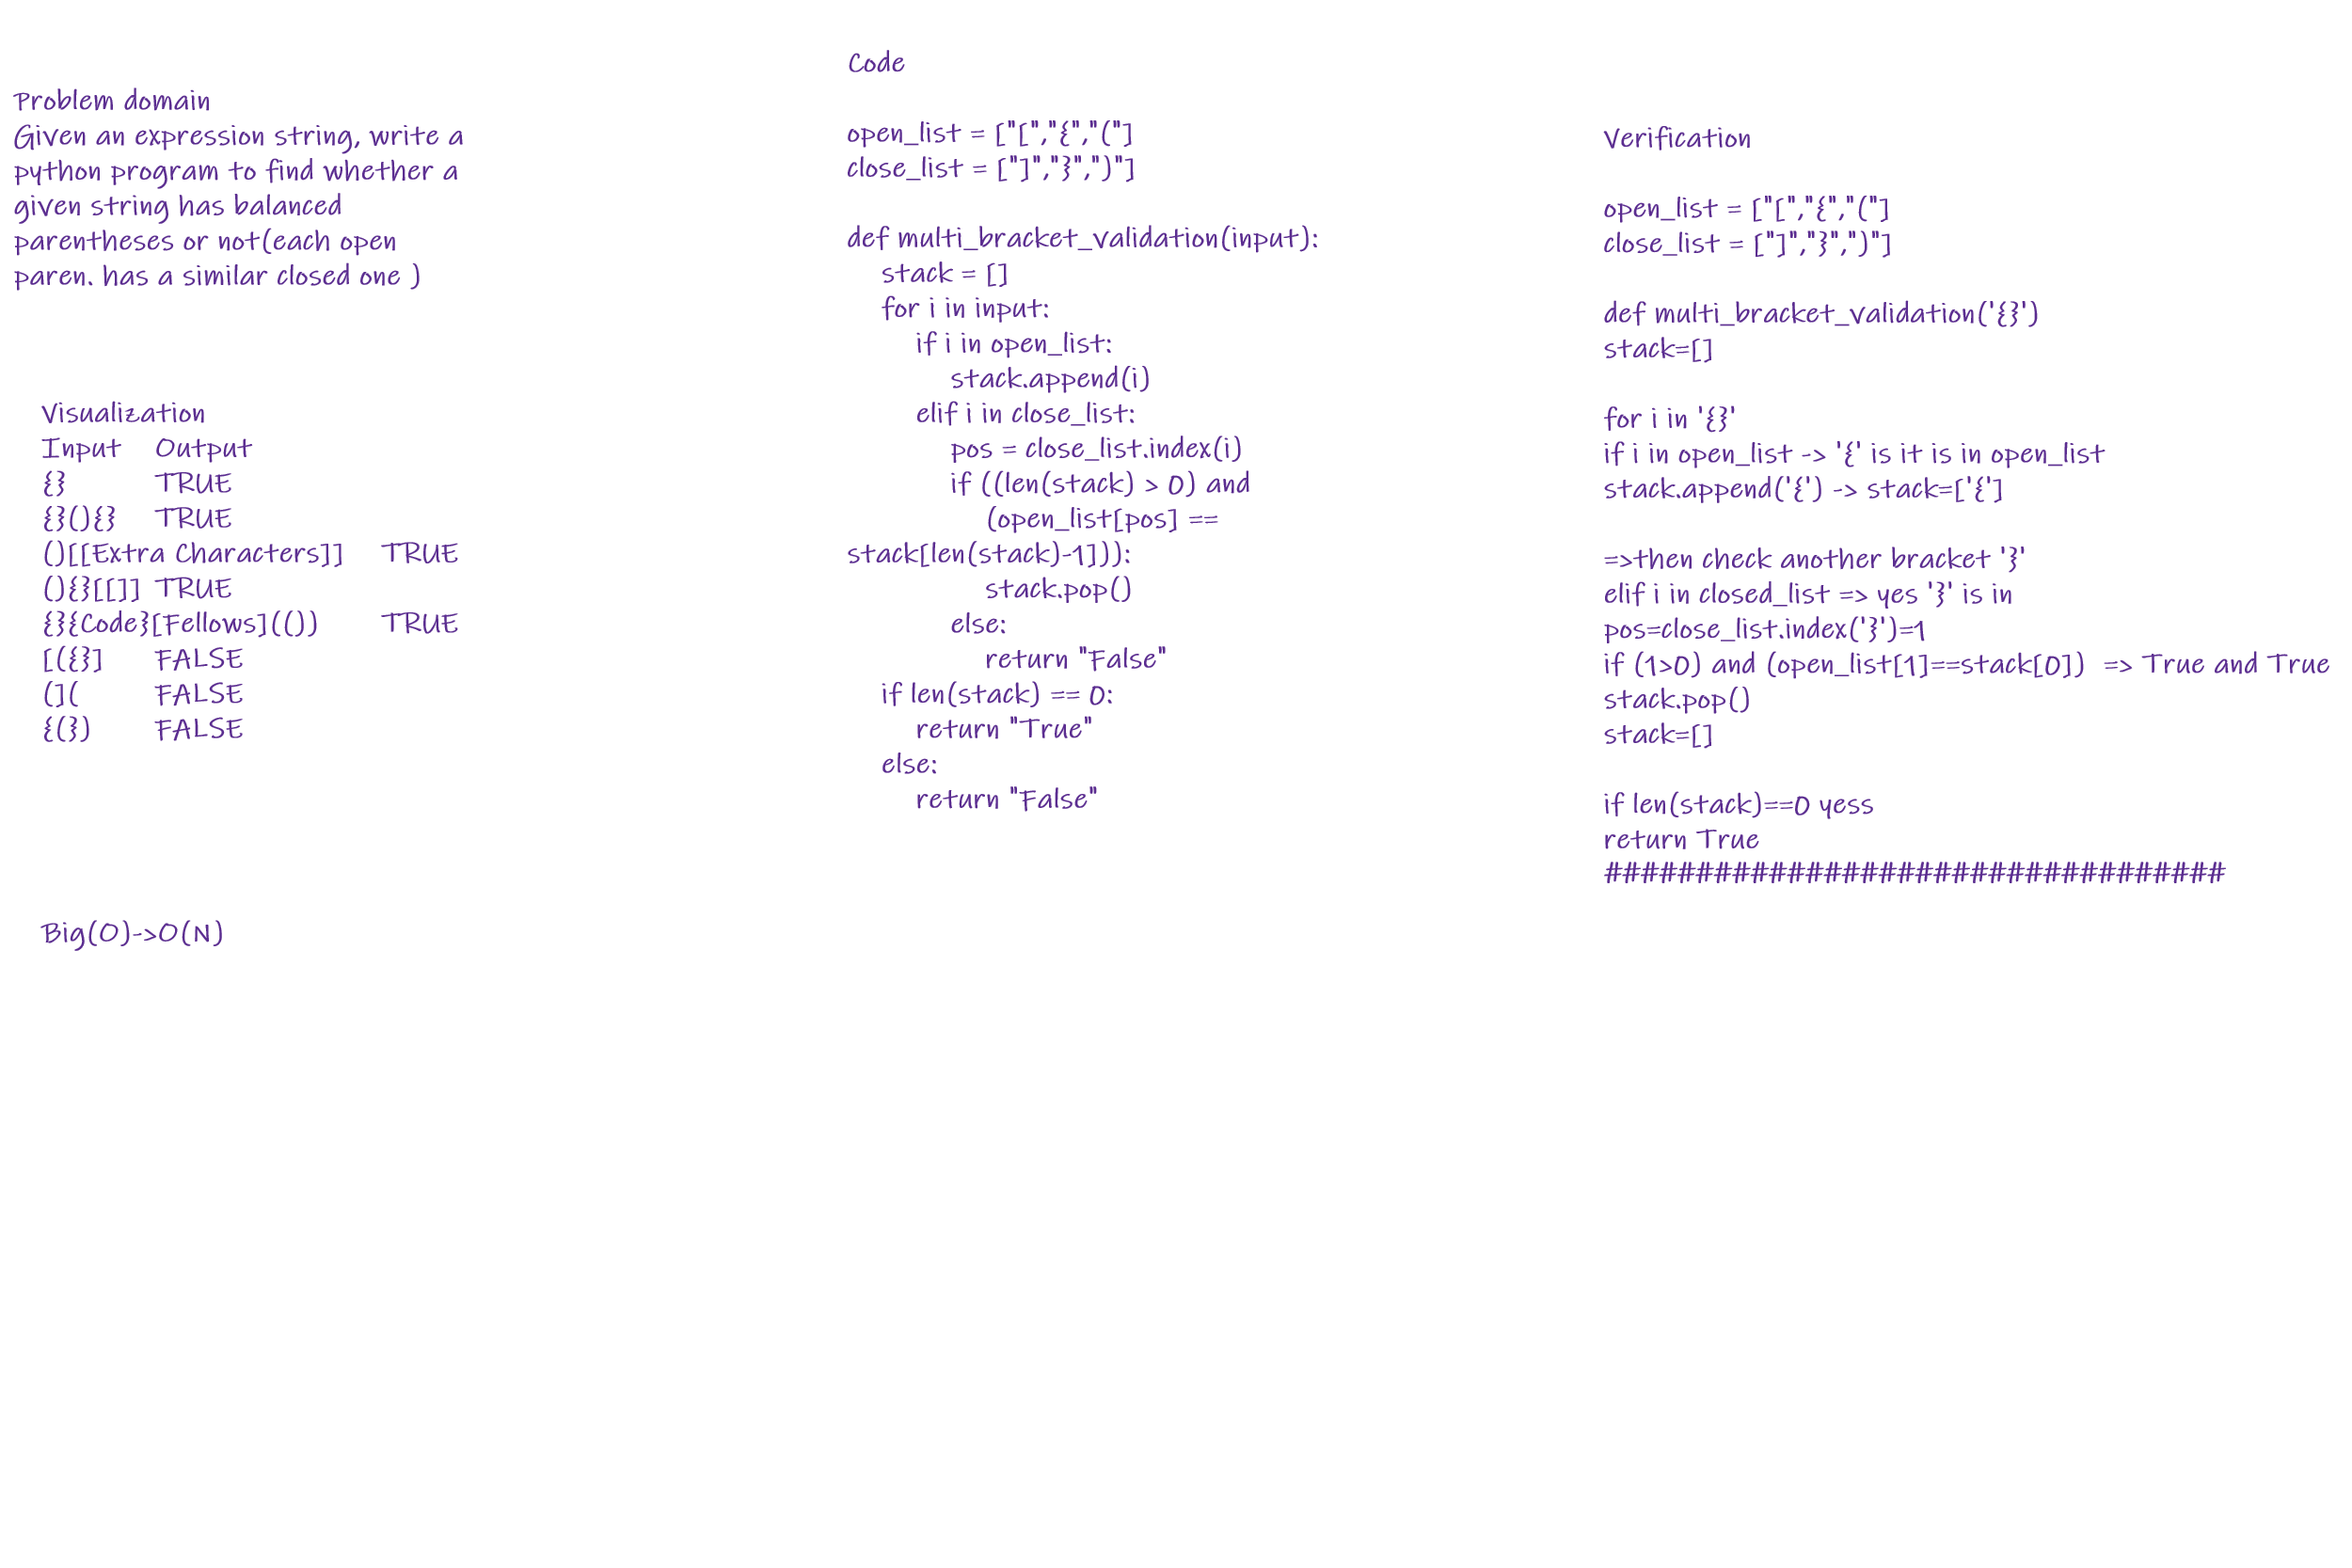 Problem domain
Given an expression string, write a
python program to find whether a
given string has balanced
parentheses or not(each open
paren. has a similar closed one )
Visualization
Input Output
{} TRUE
{}(){} TRUE
()[[Extra Characters]] TRUE
(){}[[]] TRUE
{}{Code}[Fellows](()) TRUE
[({}] FALSE
(]( FALSE
{(}) FALSE
Big(O)->O(N)
Code
open_list = ["[","{","("]
close_list = ["]","}",")"]
def multi_bracket_validation(input):
    stack = []
    for i in input:
        if i in open_list:
            stack.append(i)
        elif i in close_list:
            pos = close_list.index(i)
            if ((len(stack) > 0) and
                (open_list[pos] ==
stack[len(stack)-1])):
                stack.pop()
            else:
                return "False"
    if len(stack) == 0:
        return "True"
    else:
        return "False"
Verification
open_list = ["[","{","("]
close_list = ["]","}",")"]
def multi_bracket_validation('{}')
stack=[]
for i in '{}'
if i in open_list -> '{' is it is in open_list
stack.append('{') -> stack=['{']
=>then check another bracket '}'
elif i in closed_list => yes '}' is in
pos=close_list.index('}')=1
if (1>0) and (open_list[1]==stack[0]) => True and True
stack.pop()
stack=[]
if len(stack)==0 yess
return True
##################################